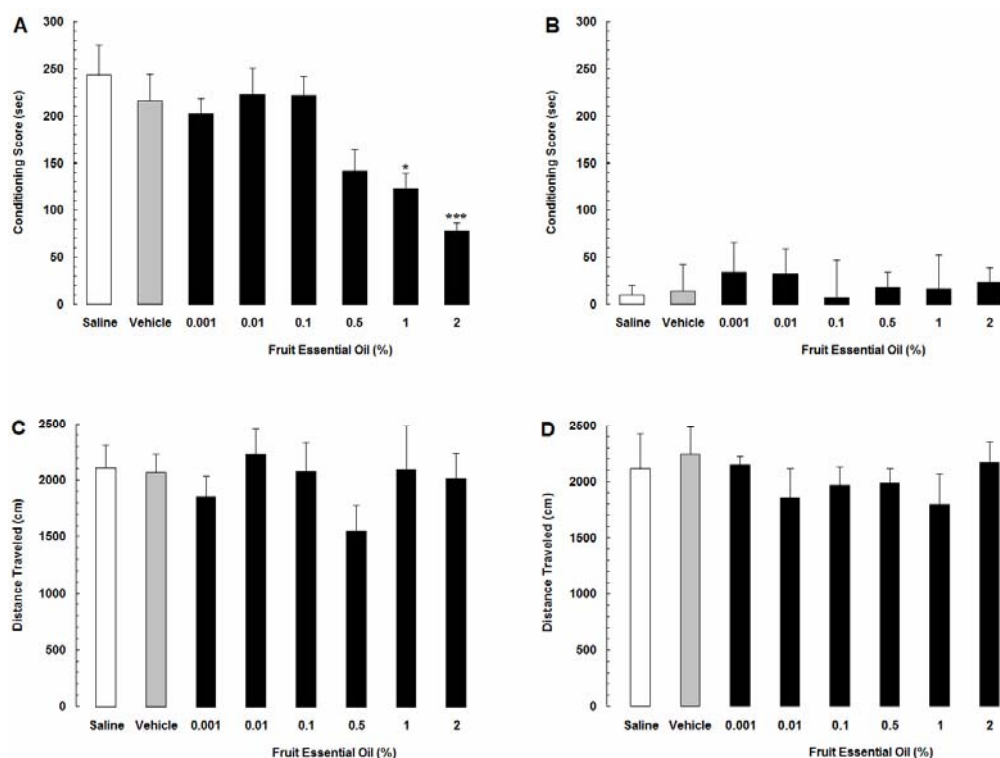 A
Conditioning Score (sec)
300
250
200
150
100
50
0
*
***
Saline Vehicle 0.001 0.01 0.1 0.5 1 2
Fruit Essential Oil (%)
B
Conditioning Score (sec)
300
250
200
150
100
50
0
Saline Vehicle 0.001 0.01 0.1 0.5 1 2
Fruit Essential Oil (%)
C
Distance Traveled (cm)
2500
2000
1500
1000
500
0
Saline Vehicle 0.001 0.01 0.1 0.5 1 2
Fruit Essential Oil (%)
D
Distance Traveled (cm)
2500
2000
1500
1000
500
0
Saline Vehicle 0.001 0.01 0.1 0.5 1 2
Fruit Essential Oil (%)